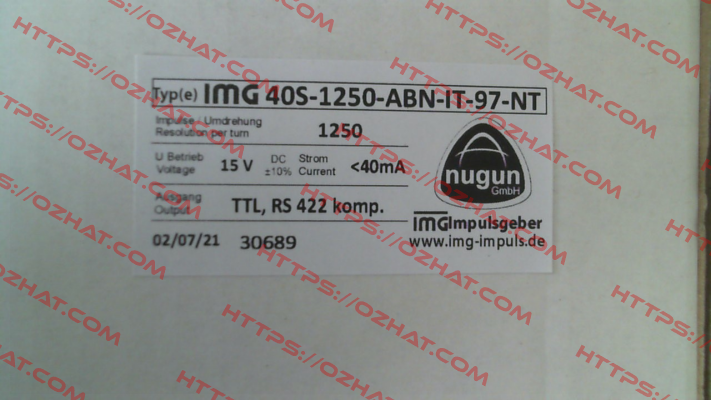 Typ(e) IMG 40S-1250-ABN-IT-97-NT
Impulse / Umdrehung
Resolution per turn
1250
U Betrieb
Voltage
15 V
DC
±10%
Strom
Current
<40mA
Ausgang
Output
TTL, RS 422 komp.
02/07/21 30689
nugun
GmbH
IMG Impulsgeber
www.img-impuls.de
HTTPS://OZHAT.COM